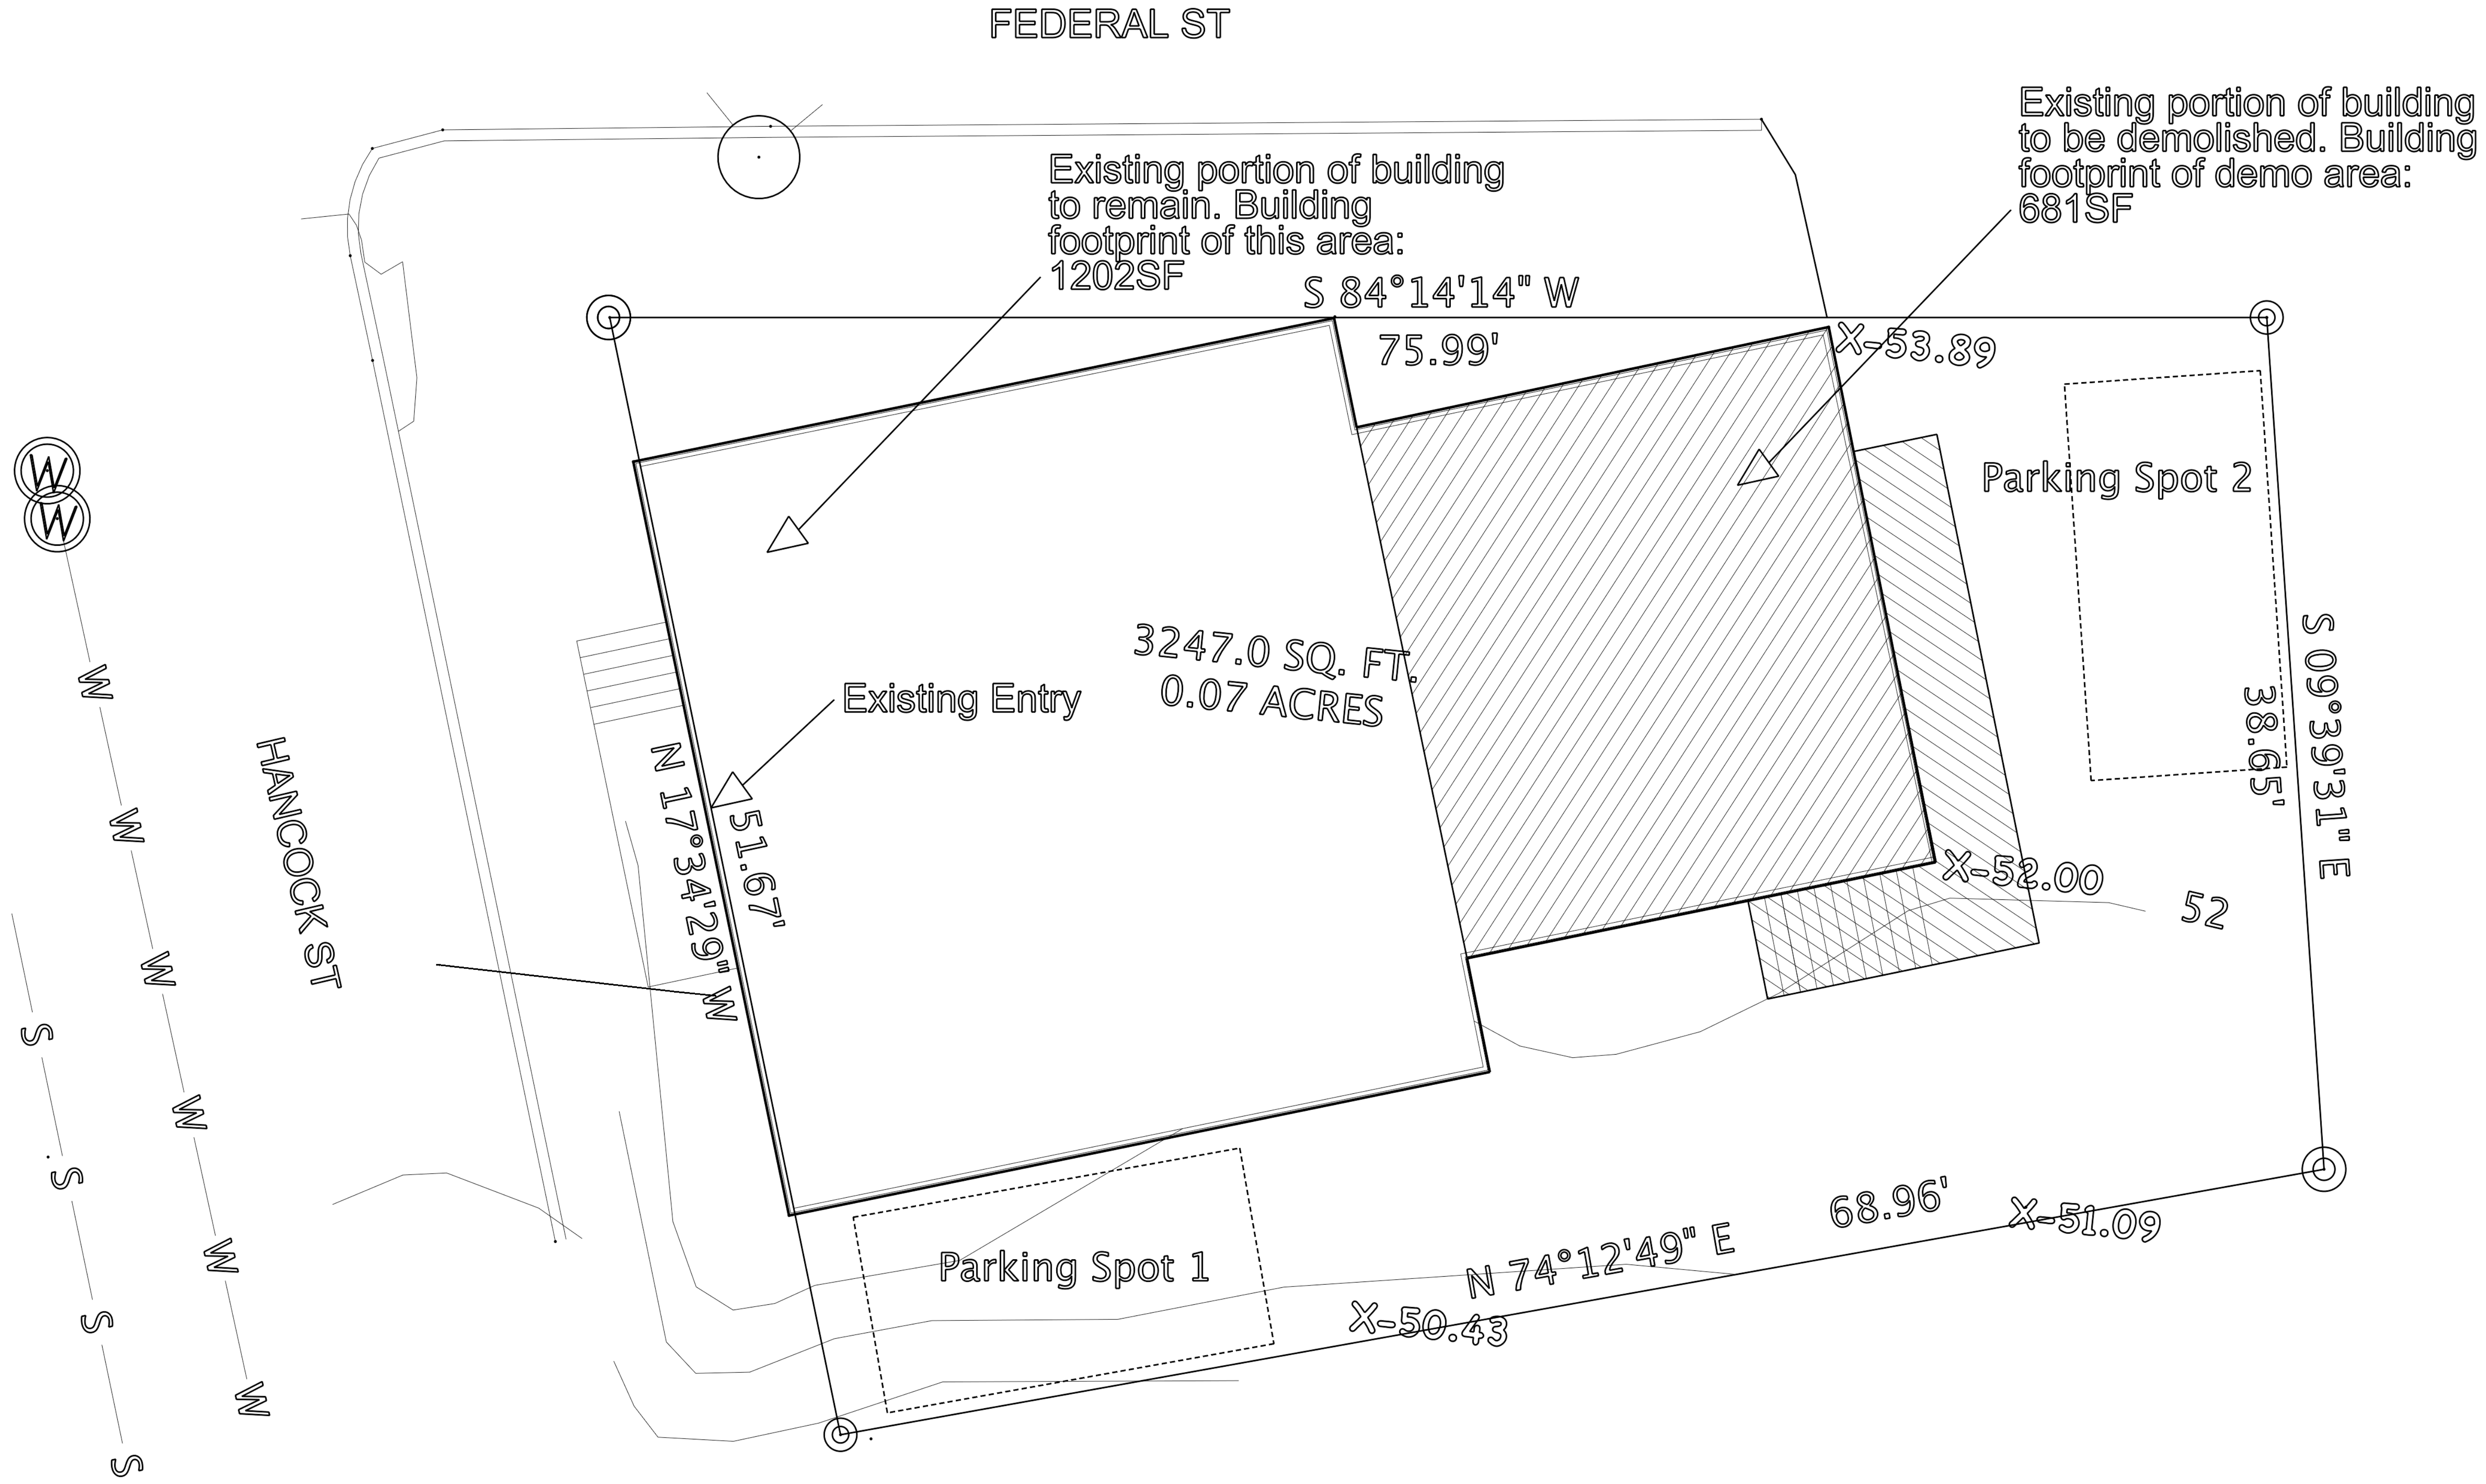 FEDERAL ST
Existing portion of building
to be demolished. Building
footprint of demo area:
681SF
Existing portion of building
to remain. Building
footprint of this area:
1202SF
S 84°14'14" W
75.99'
X-53.89
W
W
Parking Spot 2
3247.0 SQ. FT.
0.07 ACRES
Existing Entry
HANCOCK ST
N 17°34'29" W
51.67'
S 09°39'31" E
38.65'
X-52.00
52
W
W
W
W
W
W
S
S
S
S
68.96'
N 74°12'49" E
X-51.09
X-50.43
Parking Spot 1